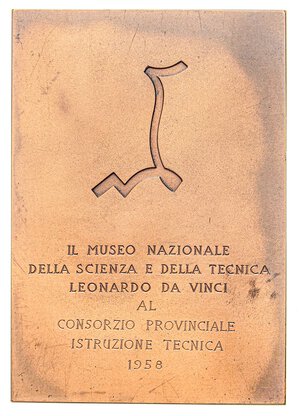 IL MUSEO NAZIONALE
DELLA SCIENZA E DELLA TECNICA
LEONARDO DA VINCI
AL
CONSORZIO PROVINCIALE
ISTRUZIONE TECNICA
1958